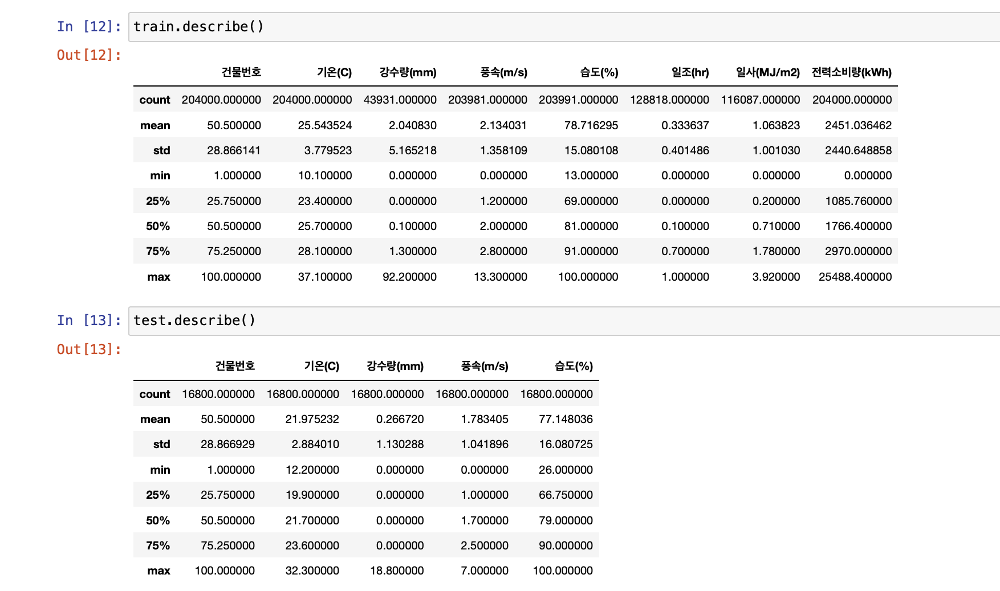 In [12]: train.describe()
Out[12]:
건물번호 기온(C) 강수량(mm) 풍속(m/s) 습도(%) 일조(hr) 일사(MJ/m2) 전력소비량(kWh)
count 204000.000000 204000.000000 43931.000000 203981.000000 203991.000000 128818.000000 116087.000000 204000.000000
mean 50.500000 25.543524 2.040830 2.134031 78.716295 0.333637 1.063823 2451.036462
std 28.866141 3.779523 5.165218 1.358109 15.080108 0.401486 1.001030 2440.648858
min 1.000000 10.100000 0.000000 0.000000 13.000000 0.000000 0.000000 0.000000
25% 25.750000 23.400000 0.000000 1.200000 69.000000 0.000000 0.200000 1085.760000
50% 50.500000 25.700000 0.100000 2.000000 81.000000 0.100000 0.710000 1766.400000
75% 75.250000 28.100000 1.300000 2.800000 91.000000 0.700000 1.780000 2970.000000
max 100.000000 37.100000 92.200000 13.300000 100.000000 1.000000 3.920000 25488.400000
In [13]: test.describe()
Out[13]:
건물번호 기온(C) 강수량(mm) 풍속(m/s) 습도(%)
count 16800.000000 16800.000000 16800.000000 16800.000000 16800.000000
mean 50.500000 21.975232 0.266720 1.783405 77.148036
std 28.866929 2.884010 1.130288 1.041896 16.080725
min 1.000000 12.200000 0.000000 0.000000 26.000000
25% 25.750000 19.900000 0.000000 1.000000 66.750000
50% 50.500000 21.700000 0.000000 1.700000 79.000000
75% 75.250000 23.600000 0.000000 2.500000 90.000000
max 100.000000 32.300000 18.800000 7.000000 100.000000